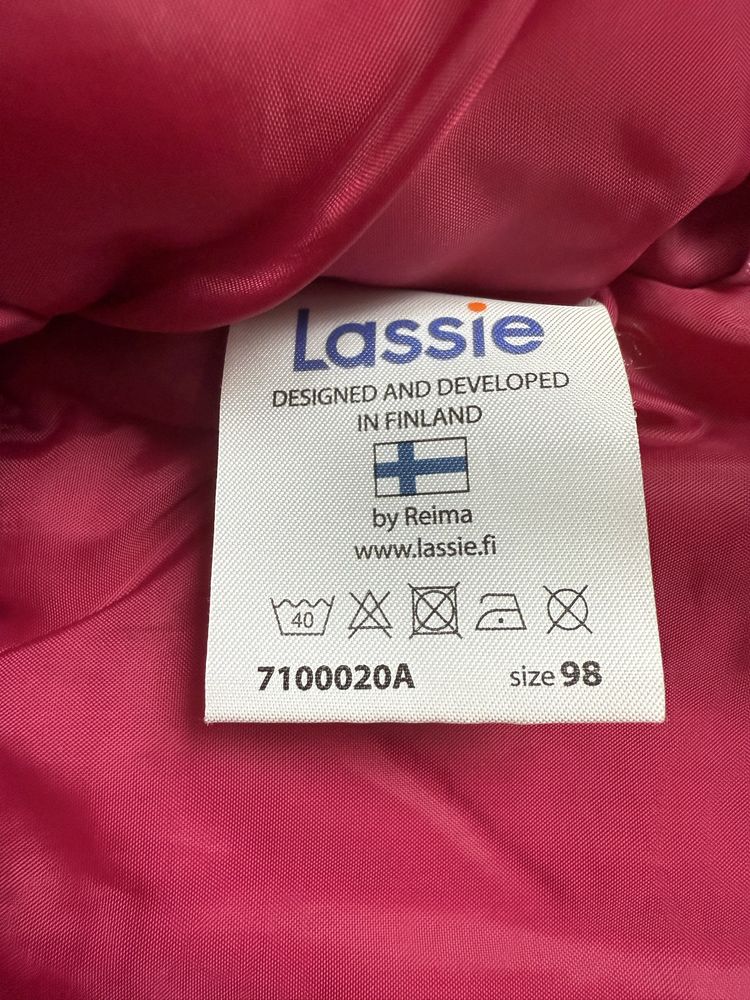 Lassie
DESIGNED AND DEVELOPED
IN FINLAND
by Reima
www.lassie.fi
40
7100020A size 98